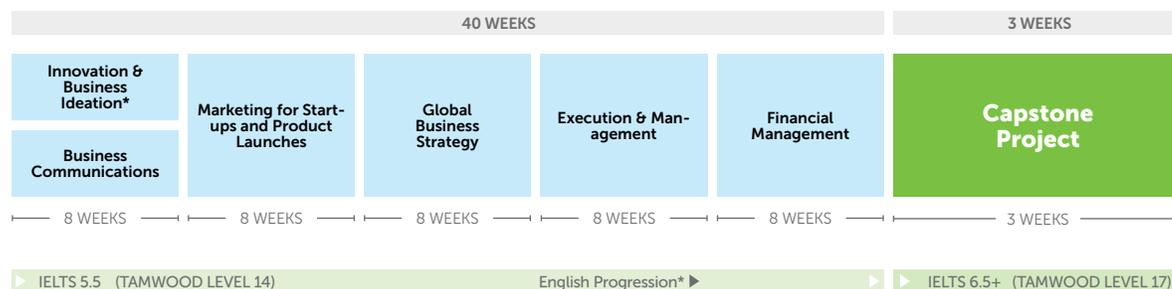 40 WEEKS
3 WEEKS
Innovation &
Business
Ideation*
Business
Communications
Marketing for Start-
ups and Product
Launches
Global
Business
Strategy
Execution & Man-
agement
Financial
Management
Capstone
Project
8 WEEKS
8 WEEKS
8 WEEKS
8 WEEKS
8 WEEKS
3 WEEKS
IELTS 5.5 (TAMWOOD LEVEL 14)
English Progression*
IELTS 6.5+ (TAMWOOD LEVEL 17)